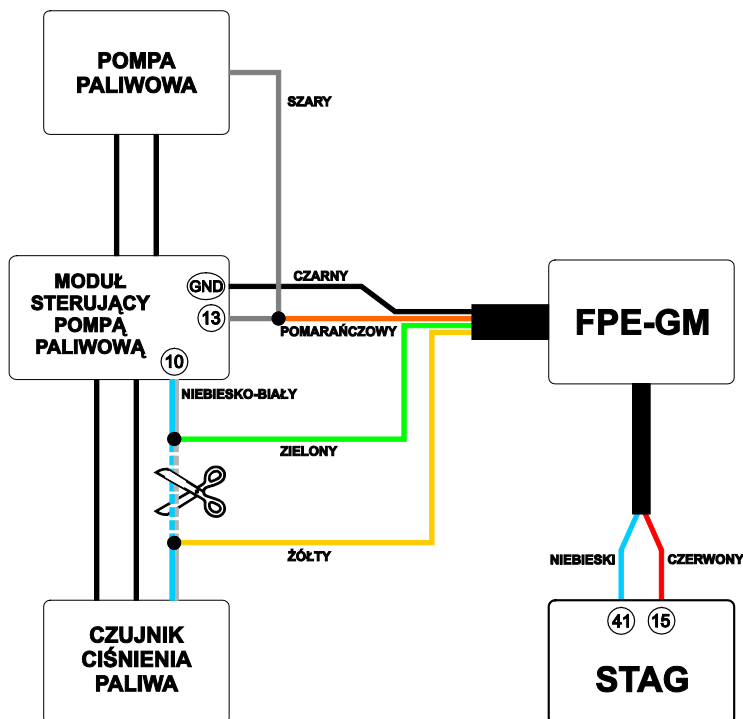 POMPA
PALIWOWA
SZARY
MODUŁ
STERUJĄCY
POMPĄ
PALIWOWĄ
GND
13
10
CZARNY
POMARAŃCZOWY
FPE-GM
NIEBIESKO-BIAŁY
ZIELONY
ŻÓŁTY
NIEBIESKI
CZERWONY
CZUJNIK
CIŚNIENIA
PALIWA
41
15
STAG